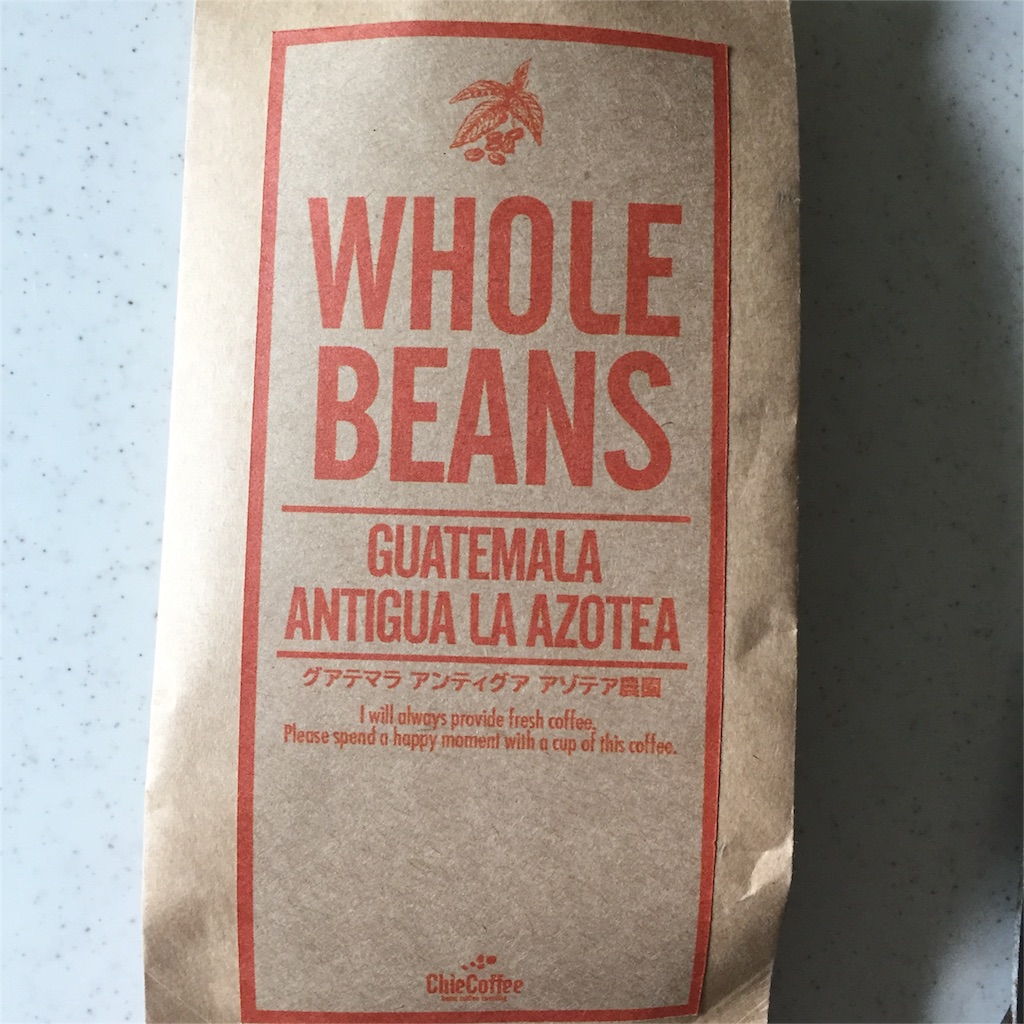 WHOLE
BEANS
GUATEMALA
ANTIGUA LA AZOTEA
グアテマラ アンティグア アゾテア農園
I will always provide fresh coffee.
Please spend a happy moment with a cup of this coffee.
ChieCoffee